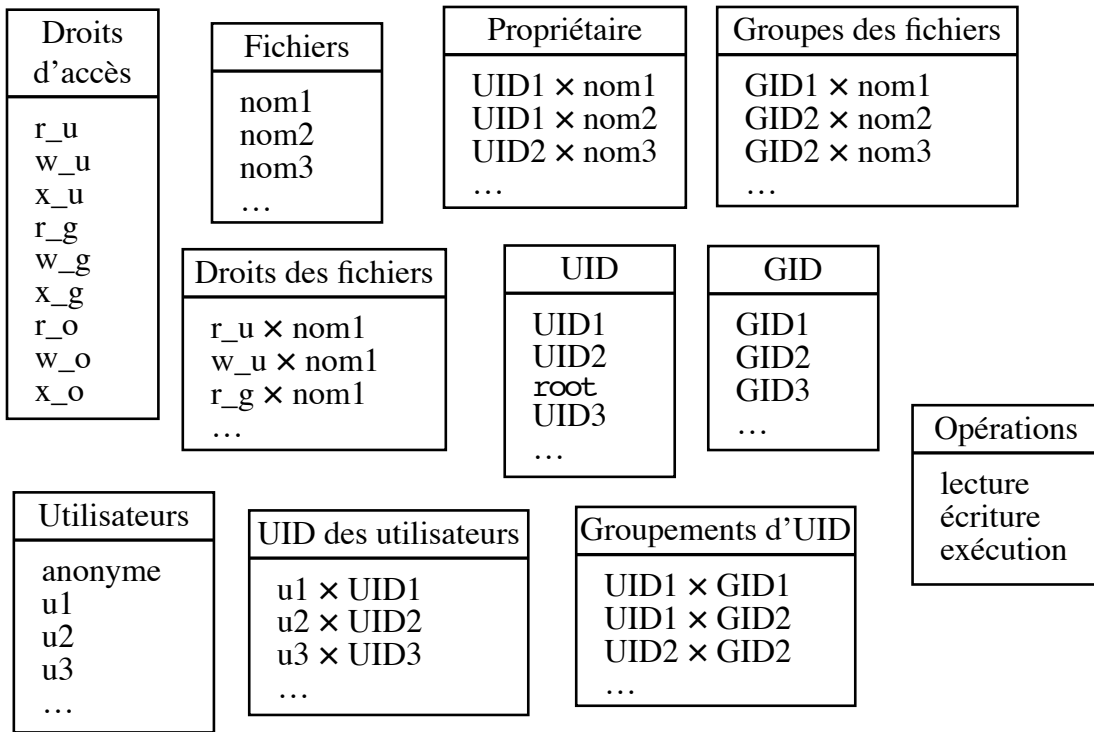 Droits
d'accès
r_u
w_u
x_u
r_g
w_g
x_g
r_o
w_o
x_o
Fichiers
nom1
nom2
nom3
…
Propriétaire
UID1 × nom1
UID1 × nom2
UID2 × nom3
…
Groupes des fichiers
GID1 × nom1
GID2 × nom2
GID2 × nom3
…
Droits des fichiers
r_u × nom1
w_u × nom1
r_g × nom1
…
UID
UID1
UID2
root
UID3
…
GID
GID1
GID2
GID3
…
Opérations
lecture
écriture
exécution
Utilisateurs
anonyme
u1
u2
u3
…
UID des utilisateurs
u1 × UID1
u2 × UID2
u3 × UID3
…
Groupements d'UID
UID1 × GID1
UID1 × GID2
UID2 × GID2
…